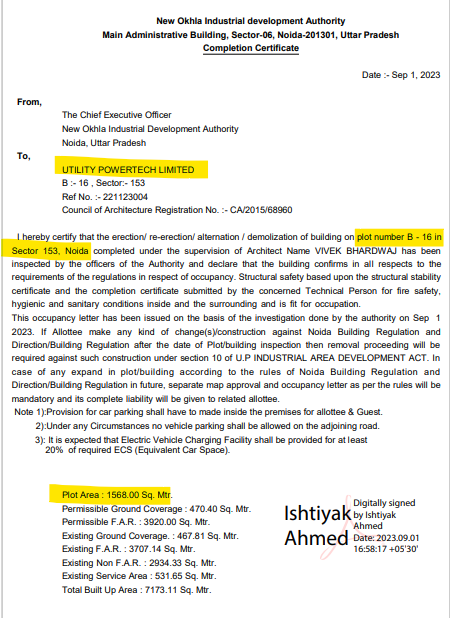 New Okhla Industrial development Authority
Main Administrative Building, Sector-06, Noida-201301, Uttar Pradesh
Completion Certificate
Date :- Sep 1, 2023
From,
The Chief Executive Officer
New Okhla Industrial Development Authority
Noida, Uttar Pradesh
To,
UTILITY POWERTECH LIMITED
B :- 16 , Sector:- 153
Ref No. :- 221123004
Council of Architecture Registration No. :- CA/2015/68960
I hereby certify that the erection/ re-erection/ alternation / demolization of building on plot number B - 16 in
Sector 153, Noida completed under the supervision of Architect Name VIVEK BHARDWAJ has been
inspected by the officers of the Authority and declare that the building confirms in all respects to the
requirements of the regulations in respect of occupancy. Structural safety based upon the structural stability
certificate and the completion certificate submitted by the concerned Technical Person for fire safety,
hygienic and sanitary conditions inside and the surrounding and is fit for occupation.
This occupancy letter has been issued on the basis of the investigation done by the authority on Sep 1
2023. If Allottee make any kind of change(s)/construction against Noida Building Regulation and
Direction/Building Regulation after the date of Plot/building inspection then removal proceeding will be
required against such construction under section 10 of U.P INDUSTRIAL AREA DEVELOPMENT ACT. In
case of any expand in plot/building according to the rules of Noida Building Regulation and
Direction/Building Regulation in future, separate map approval and occupancy letter as per the rules will be
mandatory and its complete liability will be given to related allottee.
Note 1):Provision for car parking shall have to made inside the premises for allottee & Guest.
2):Under any Circumstances no vehicle parking shall be allowed on the adjoining road.
3): It is expected that Electric Vehicle Charging Facility shall be provided for at least
20% of required ECS (Equivalent Car Space).
Plot Area : 1568.00 Sq. Mtr.
Permissible Ground Coverage : 470.40 Sq. Mtr.
Permissible F.A.R. : 3920.00 Sq. Mtr.
Existing Ground Coverage. : 467.81 Sq. Mtr.
Existing F.A.R. : 3707.14 Sq. Mtr.
Existing Non F.A.R. : 2934.33 Sq. Mtr.
Existing Service Area : 531.65 Sq. Mtr.
Total Built Up Area : 7173.11 Sq. Mtr.
Ishtiyak
Ahmed
Digitally signed
by Ishtiyak
Ahmed
Date: 2023.09.01
16:58:17 +05'30'